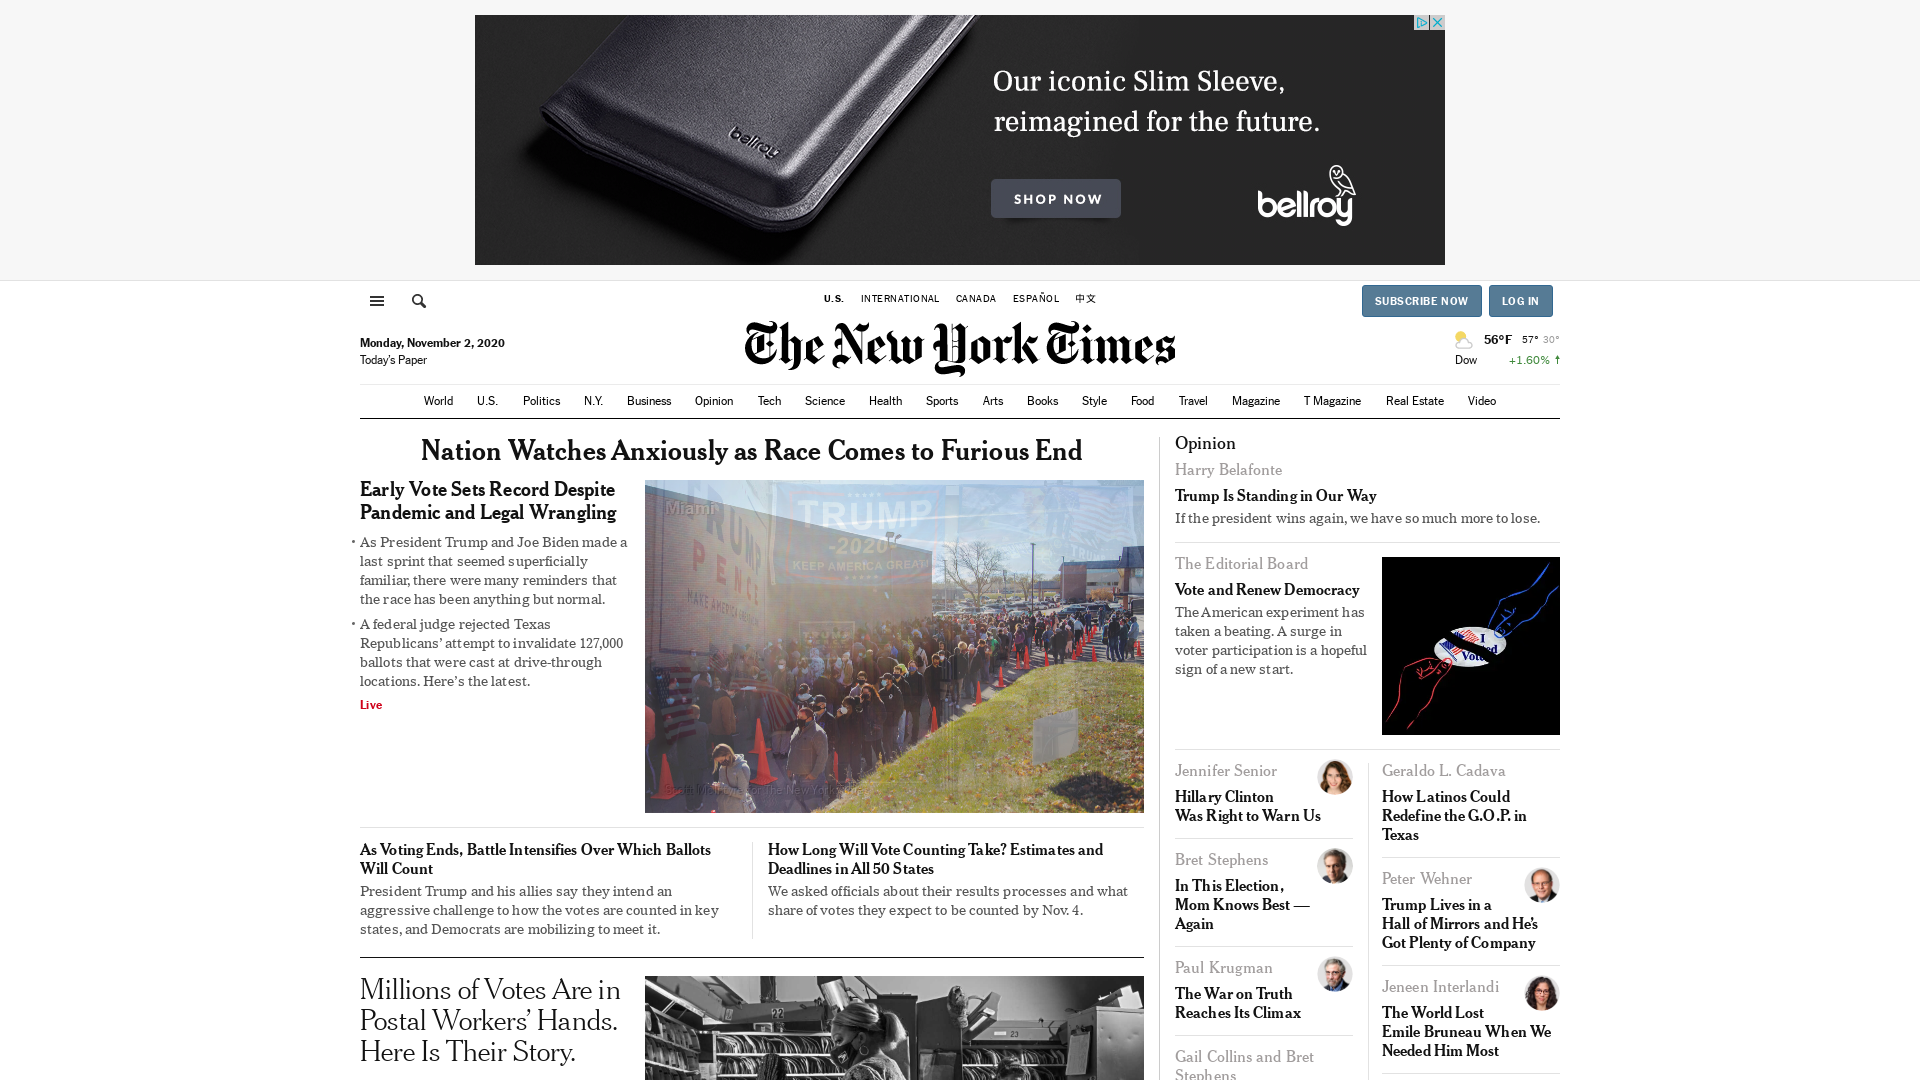 bellroy
Our iconic Slim Sleeve,
reimagined for the future.
SHOP NOW
bellroy
U.S. INTERNATIONAL CANADA ESPAÑOL 中文
SUBSCRIBE NOW LOG IN
The New York Times
Monday, November 2, 2020
Today's Paper
56°F 57° 30°
Dow +1.60% ↑
World U.S. Politics N.Y. Business Opinion Tech Science Health Sports Arts Books Style Food Travel Magazine T Magazine Real Estate Video
Nation Watches Anxiously as Race Comes to Furious End
Early Vote Sets Record Despite
Pandemic and Legal Wrangling
• As President Trump and Joe Biden made a
last sprint that seemed superficially
familiar, there were many reminders that
the race has been anything but normal.
• A federal judge rejected Texas
Republicans' attempt to invalidate 127,000
ballots that were cast at drive-through
locations. Here's the latest.
Live
Miami
TRUMP
PENCE
TRUMP
-2020-
KEEP AMERICA GREAT!
TRUMP
As Voting Ends, Battle Intensifies Over Which Ballots
Will Count
President Trump and his allies say they intend an
aggressive challenge to how the votes are counted in key
states, and Democrats are mobilizing to meet it.
How Long Will Vote Counting Take? Estimates and
Deadlines in All 50 States
We asked officials about their results processes and what
share of votes they expect to be counted by Nov. 4.
Millions of Votes Are in
Postal Workers' Hands.
Here Is Their Story.
22
23
Opinion
Harry Belafonte
Trump Is Standing in Our Way
If the president wins again, we have so much more to lose.
The Editorial Board
Vote and Renew Democracy
The American experiment has
taken a beating. A surge in
voter participation is a hopeful
sign of a new start.
I
Voted
Jennifer Senior
Hillary Clinton
Was Right to Warn Us
Bret Stephens
In This Election,
Mom Knows Best —
Again
Paul Krugman
The War on Truth
Reaches Its Climax
Gail Collins and Bret
Stephens
Geraldo L. Cadava
How Latinos Could
Redefine the G.O.P. in
Texas
Peter Wehner
Trump Lives in a
Hall of Mirrors and He's
Got Plenty of Company
Jeneen Interlandi
The World Lost
Emile Bruneau When We
Needed Him Most